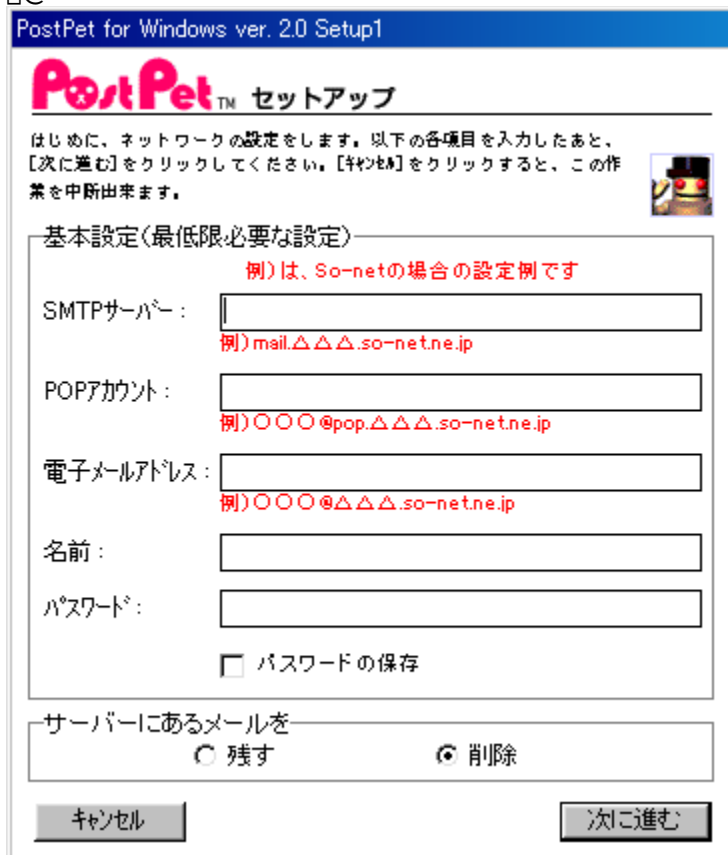 PostPet for Windows ver. 2.0 Setup1
PostPet TM セットアップ
はじめに、ネットワークの設定をします。以下の各項目を入力したあと、
[次に進む]をクリックしてください。[ｷｬﾝｾﾙ]をクリックすると、この作
業を中断出来ます。
基本設定(最低限必要な設定)
例)は、So-netの場合の設定例です
SMTPｻｰﾊﾞｰ：
例)mail.△△△.so-net.ne.jp
POPｱｶｳﾝﾄ：
例)〇〇〇@pop.△△△.so-net.ne.jp
電子ﾒｰﾙｱﾄﾞﾚｽ：
例)〇〇〇@△△△.so-net.ne.jp
名前：
ﾊﾟｽﾜｰﾄﾞ：
パスワードの保存
サーバーにあるメールを
残す 削除
ｷｬﾝｾﾙ 次に進む